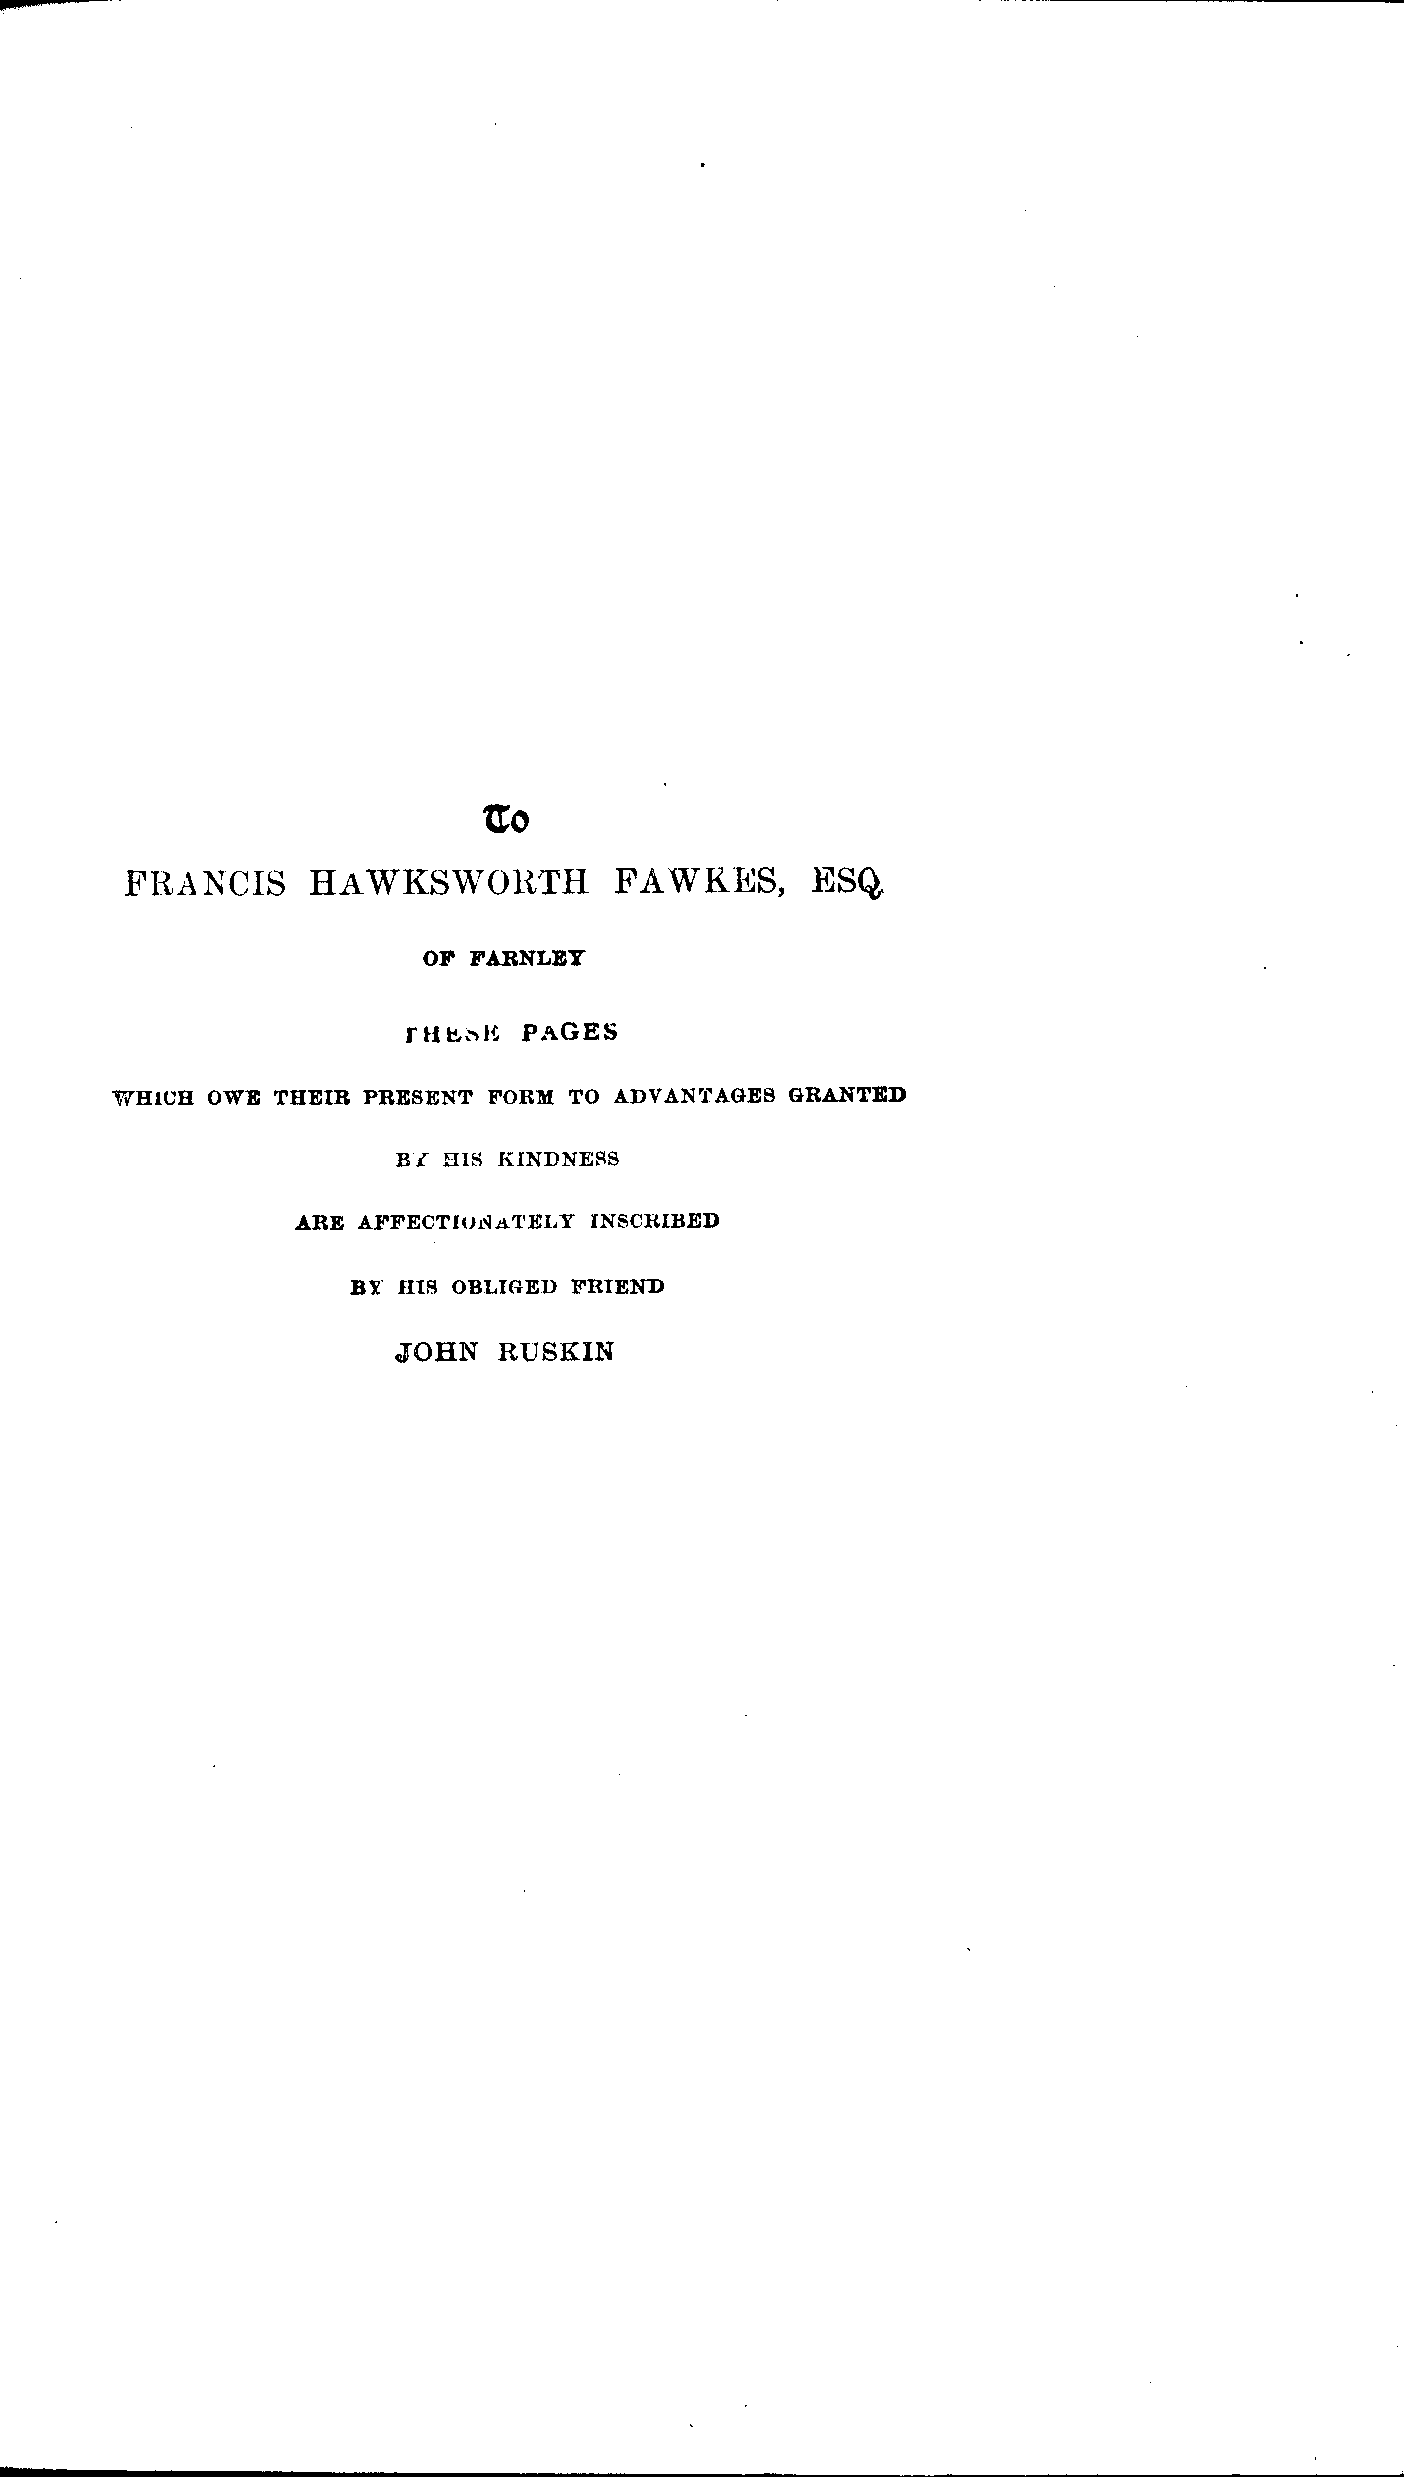 To
FRANCIS HAWKSWORTH FAWKES, ESQ.
OF FARNLEY
THESE PAGES
WHICH OWE THEIR PRESENT FORM TO ADVANTAGES GRANTED
BY HIS KINDNESS
ARE AFFECTIONATELY INSCRIBED
BY HIS OBLIGED FRIEND
JOHN RUSKIN